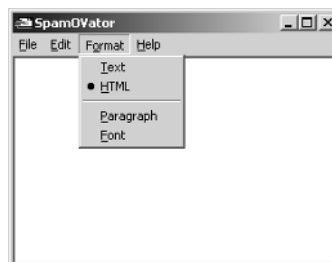 SpamOVator
File Edit Format Help
Text
HTML
Paragraph
Font